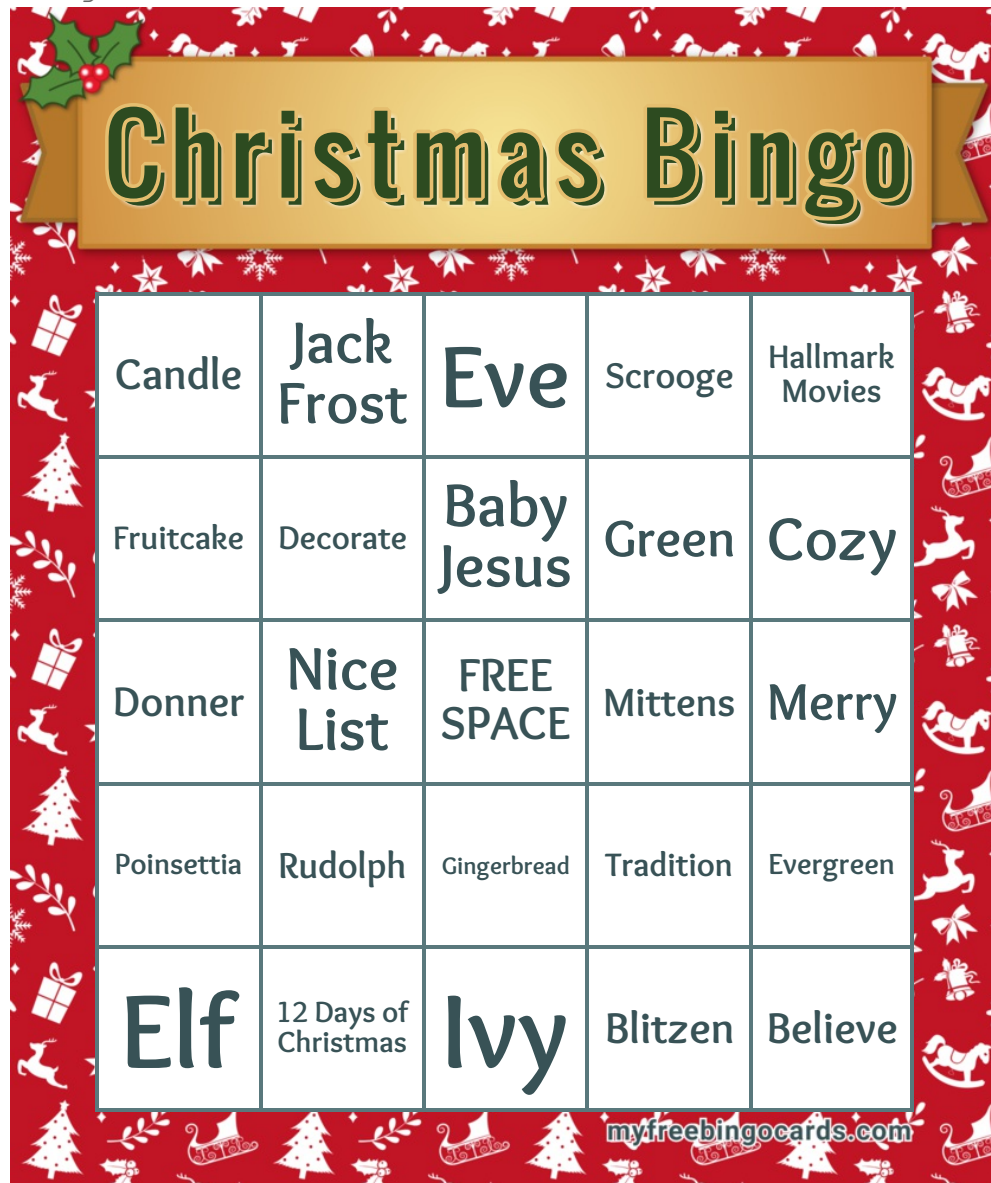 Christmas Bingo
Candle
Jack
Frost
Eve
Scrooge
Hallmark
Movies
Fruitcake
Decorate
Baby
Jesus
Green
Cozy
Donner
Nice
List
FREE
SPACE
Mittens
Merry
Poinsettia
Rudolph
Gingerbread
Tradition
Evergreen
Elf
12 Days of
Christmas
Ivy
Blitzen
Believe
myfreebingocards.com